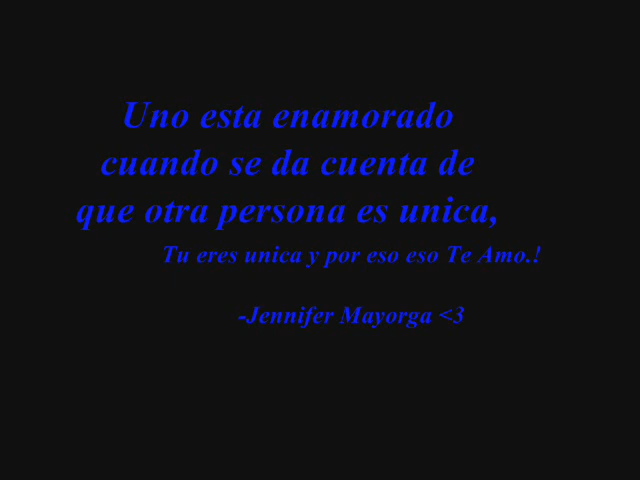 Uno esta enamorado
cuando se da cuenta de
que otra persona es unica,
Tu eres unica y por eso eso Te Amo.!
-Jennifer Mayorga <3